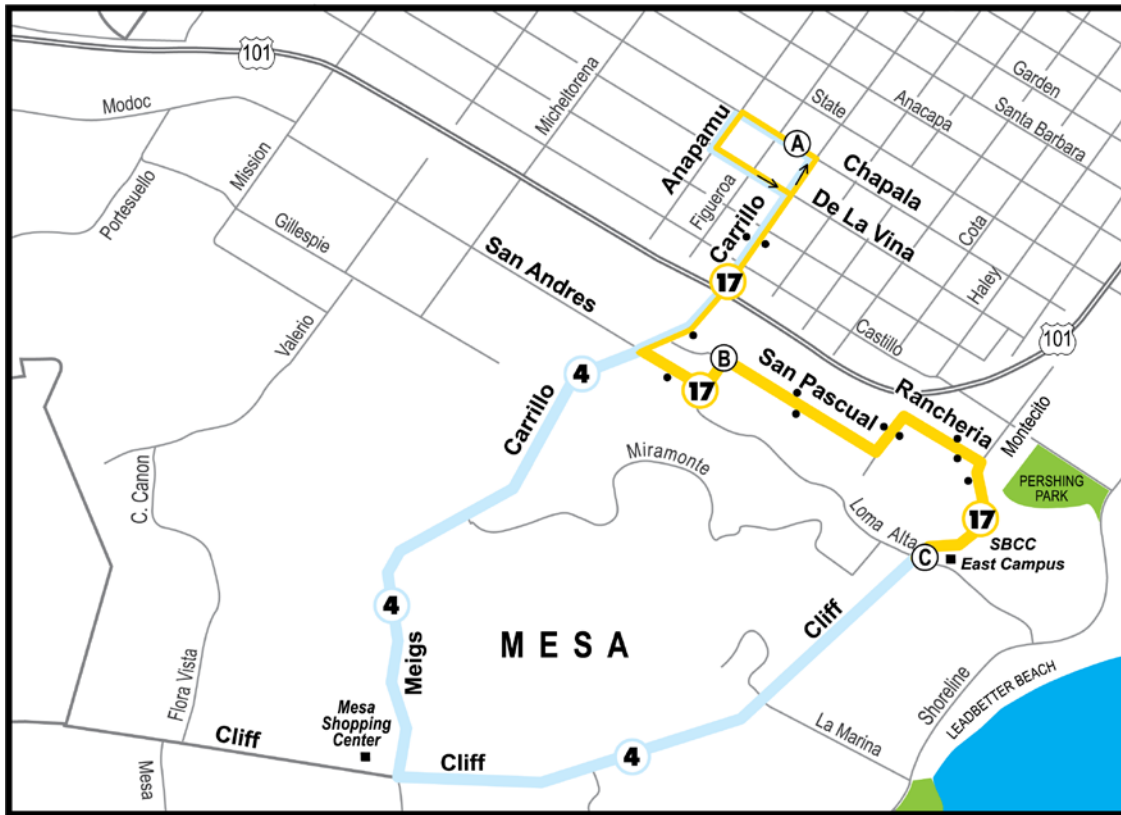 101
Modoc
Portesuello
Mission
Gillespie
Valerio
Micheltorena
Anapamu
Figueroa
Carrillo
State
Anacapa
Garden
Santa Barbara
A
Chapala
De La Vina
Cota
Haley
San Andres
17
Castillo
101
B
4
17
San Pascual
Rancheria
Montecito
Carrillo
Miramonte
C. Canon
PERSHING
PARK
Loma Alta
17
SBCC
East Campus
C
4
MESA
Cliff
Meigs
Flora Vista
Mesa
Shopping
Center
Shoreline
LEADBETTER BEACH
La Marina
Cliff
Cliff
4
Mesa